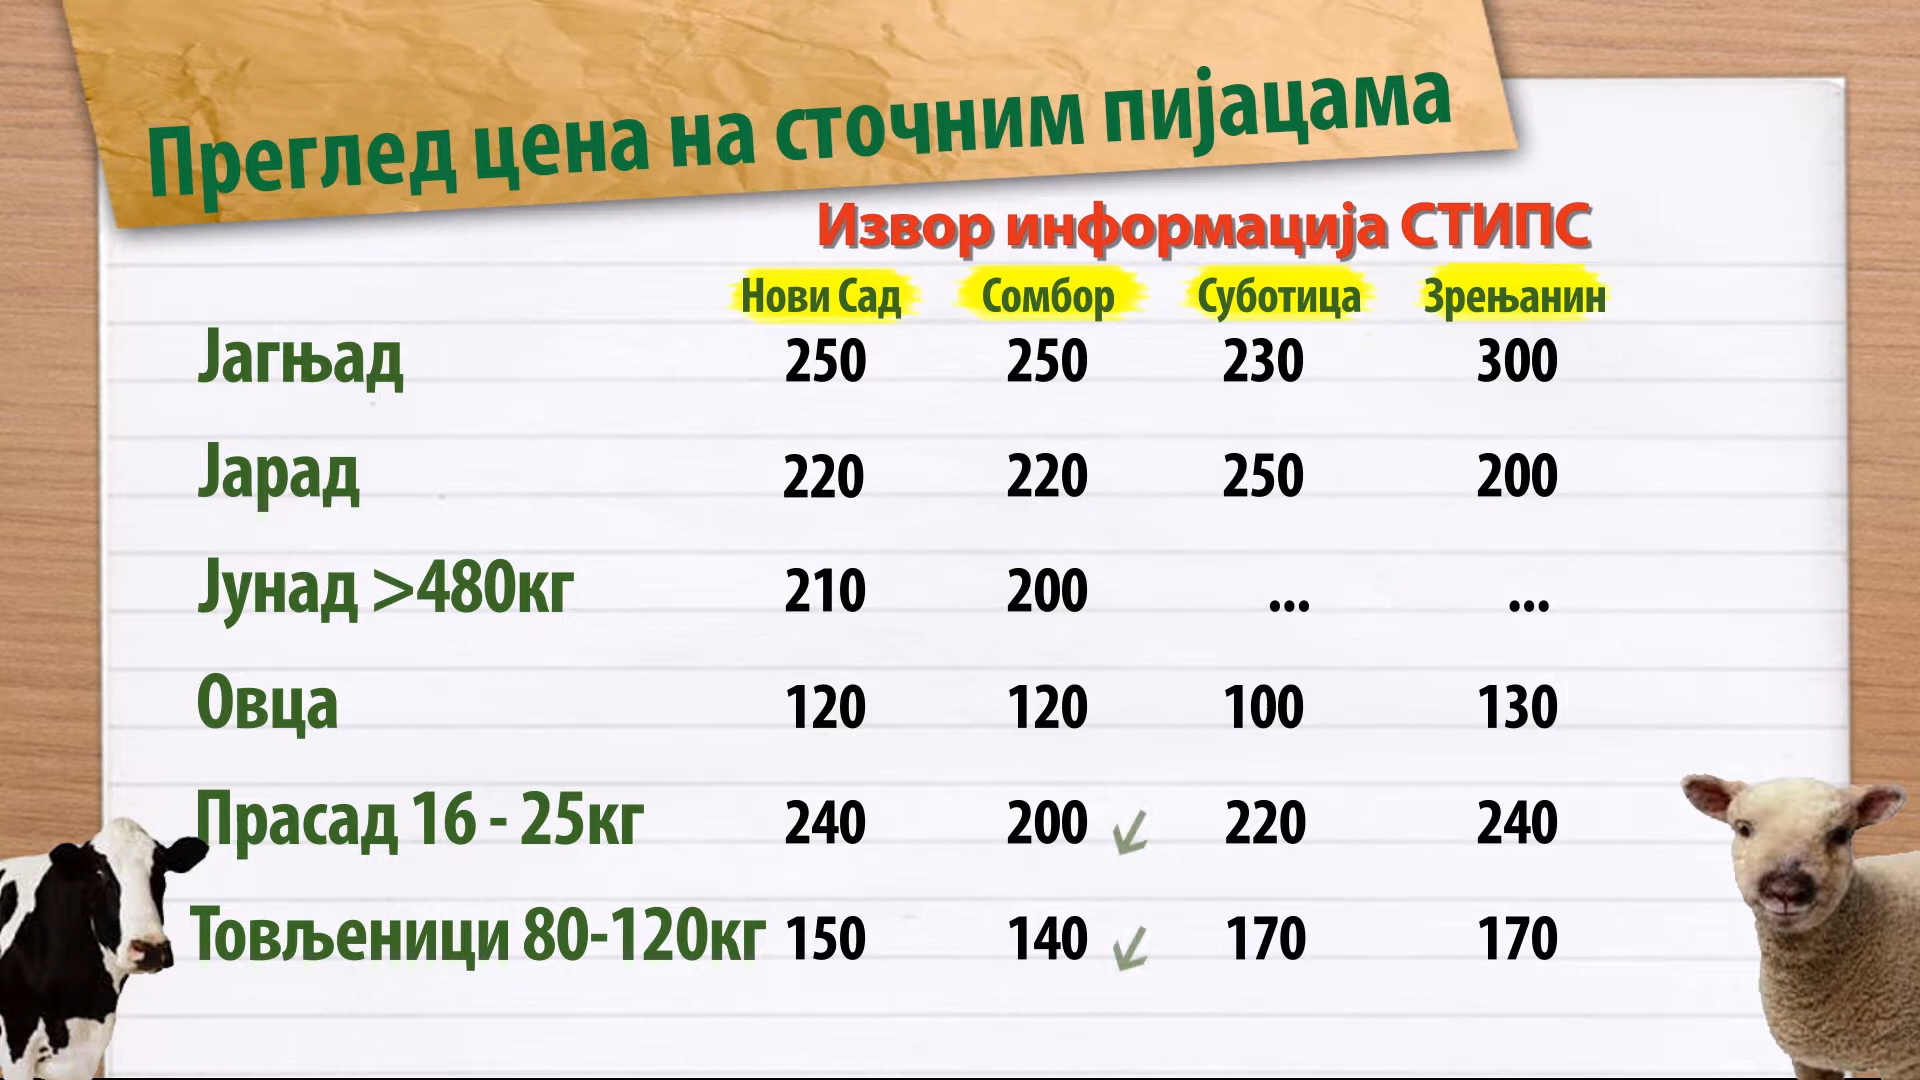 Преглед цена на сточним пијацама
Извор информација СТИПС
Нови Сад Сомбор Суботица Зрењанин
Јагњад 250 250 230 300
Јарад 220 220 250 200
Јунад >480кг 210 200 ... ...
Овца 120 120 100 130
Прасад 16 - 25кг 240 200 220 240
Товљеници 80-120кг 150 140 170 170